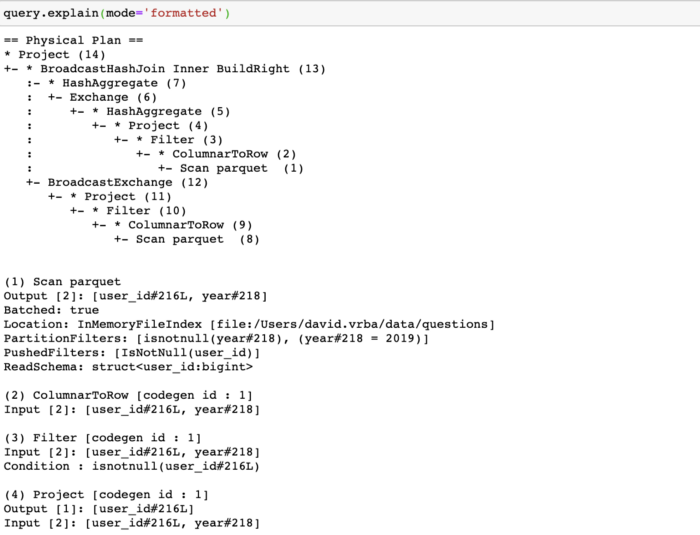 query.explain(mode='formatted')
== Physical Plan ==
* Project (14)
+- * BroadcastHashJoin Inner BuildRight (13)
   :- * HashAggregate (7)
   :  +- Exchange (6)
   :     +- * HashAggregate (5)
   :        +- * Project (4)
   :           +- * Filter (3)
   :              +- * ColumnarToRow (2)
   :                 +- Scan parquet  (1)
   +- BroadcastExchange (12)
      +- * Project (11)
         +- * Filter (10)
            +- * ColumnarToRow (9)
               +- Scan parquet  (8)
(1) Scan parquet
Output [2]: [user_id#216L, year#218]
Batched: true
Location: InMemoryFileIndex [file:/Users/david.vrba/data/questions]
PartitionFilters: [isnotnull(year#218), (year#218 = 2019)]
PushedFilters: [IsNotNull(user_id)]
ReadSchema: struct<user_id:bigint>
(2) ColumnarToRow [codegen id : 1]
Input [2]: [user_id#216L, year#218]
(3) Filter [codegen id : 1]
Input [2]: [user_id#216L, year#218]
Condition : isnotnull(user_id#216L)
(4) Project [codegen id : 1]
Output [1]: [user_id#216L]
Input [2]: [user_id#216L, year#218]